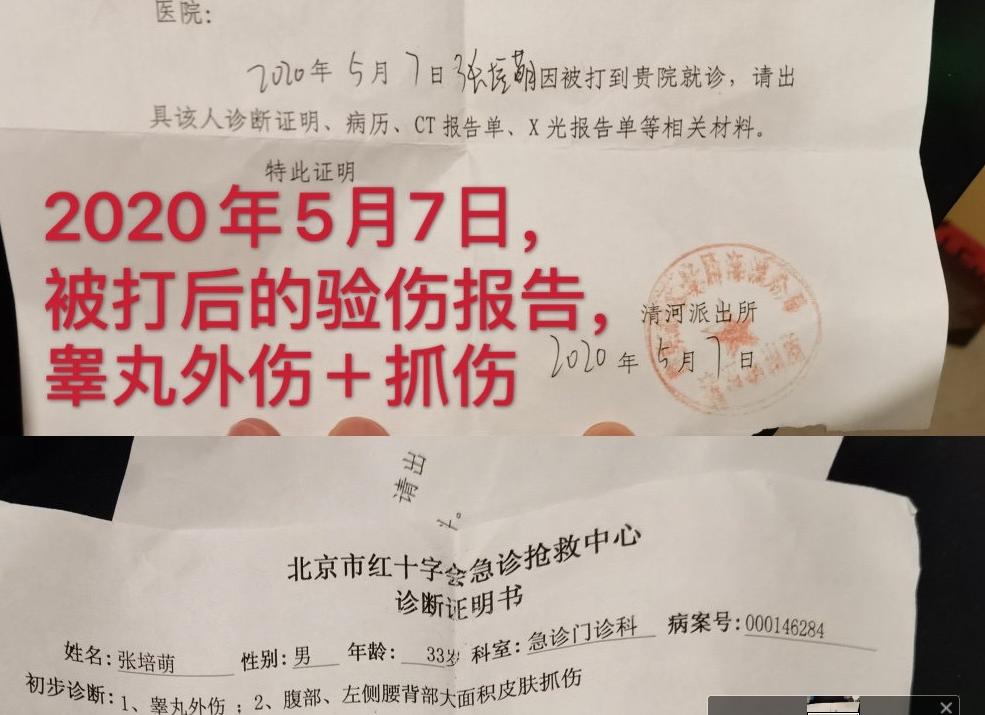 医院：
2020年5月7日张培萌因被打到贵院就诊，请出
具该人诊断证明、病历、CT 报告单、X 光报告单等相关材料。
特此证明
2020年5月7日，
被打后的验伤报告，
睾丸外伤＋抓伤
清河派出所
2020年5月7日
请出
北京市红十字会急诊抢救中心
诊断证明书
姓名：张培萌 性别：男 年龄：33岁 科室：急诊门诊科 病案号：000146284
初步诊断：1、睾丸外伤；2、腹部、左侧腰背部大面积皮肤抓伤